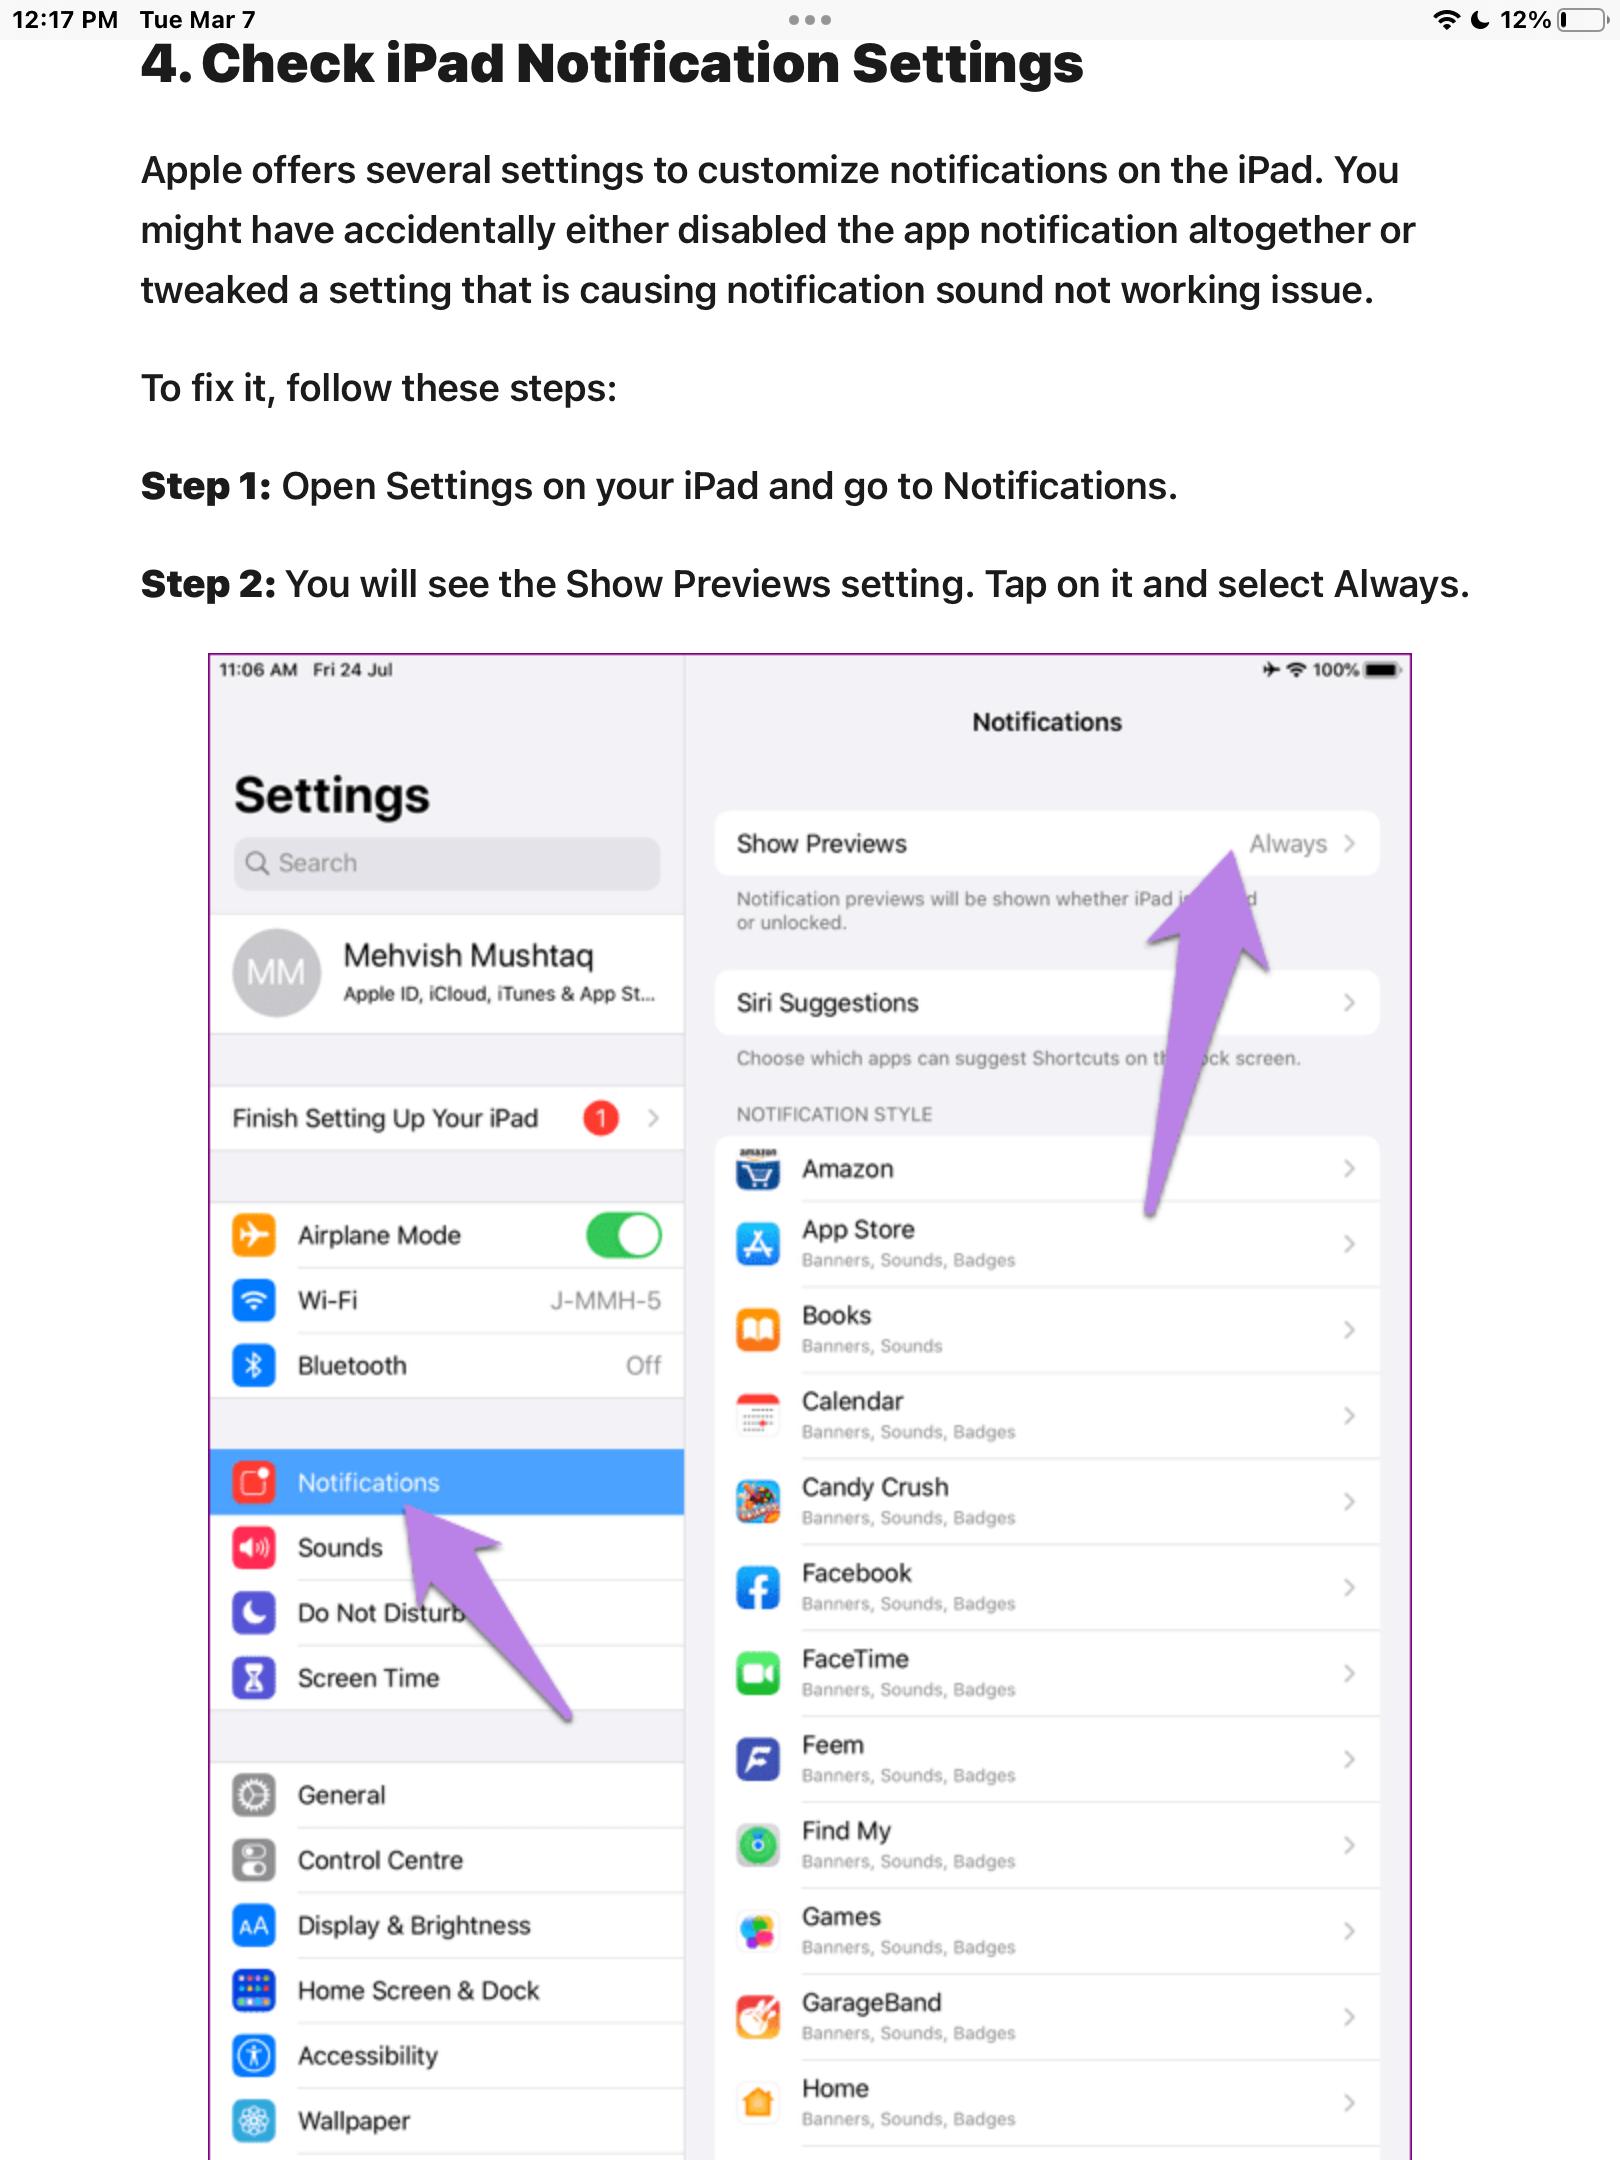 12:17 PM Tue Mar 7
12%
4. Check iPad Notification Settings
Apple offers several settings to customize notifications on the iPad. You
might have accidentally either disabled the app notification altogether or
tweaked a setting that is causing notification sound not working issue.
To fix it, follow these steps:
Step 1: Open Settings on your iPad and go to Notifications.
Step 2: You will see the Show Previews setting. Tap on it and select Always.
11:06 AM Fri 24 Jul
100%
Settings
Search
MM
Mehvish Mushtaq
Apple ID, iCloud, iTunes & App St...
Finish Setting Up Your iPad 1
Airplane Mode
Wi-Fi J-MMH-5
Bluetooth Off
Notifications
Sounds
Do Not Disturb
Screen Time
General
Control Centre
AA Display & Brightness
Home Screen & Dock
Accessibility
Wallpaper
Notifications
Show Previews Always
Notification previews will be shown whether iPad is
or unlocked.
Siri Suggestions
Choose which apps can suggest Shortcuts on screen.
NOTIFICATION STYLE
amazon
Amazon
App Store
Banners, Sounds, Badges
Books
Banners, Sounds
Calendar
Banners, Sounds, Badges
Candy Crush
Banners, Sounds, Badges
Facebook
Banners, Sounds, Badges
FaceTime
Banners, Sounds, Badges
Feem
Banners, Sounds, Badges
Find My
Banners, Sounds, Badges
Games
Banners, Sounds, Badges
GarageBand
Banners, Sounds, Badges
Home
Banners, Sounds, Badges